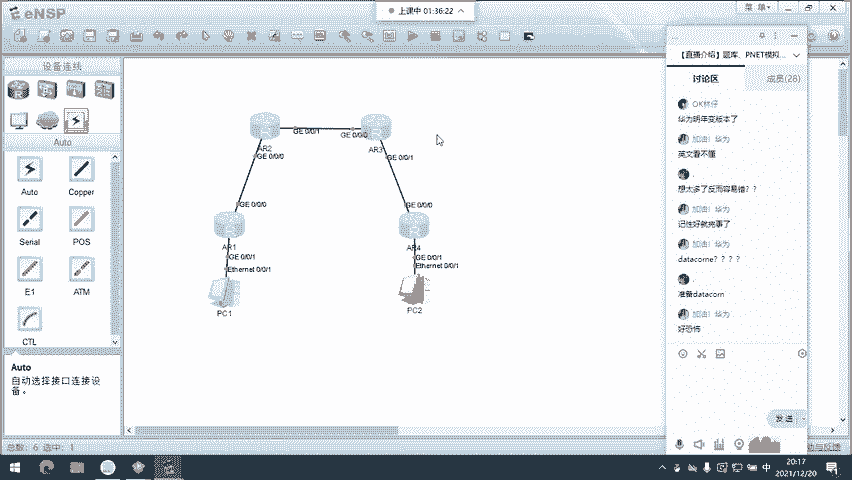 eNSP
上课中 01:36:22
菜 单
设备连线
Auto
Auto
Copper
Serial
POS
E1
ATM
CTL
Auto
自动选择接口连接设备。
AR2
GE 0/0/1
GE 0/0/0
GE 0/0/0
AR3
GE 0/0/1
GE 0/0/0
AR1
GE 0/0/1
Ethernet 0/0/1
PC1
GE 0/0/0
AR4
GE 0/0/1
Ethernet 0/0/1
PC2
【直播介绍】题库、PNET模拟...
讨论区
成员(28)
OK林仔
华为明年变版本了
加油！华为
英文看不懂
.
想太多了反而容易错？？
加油！华为
记性好就完事了
加油！华为
datacorne？？？？
.
准备datacorn
加油！华为
好恐怖
发送
总数: 6 选中: 1
助与反馈
中
20:17
2021/12/20